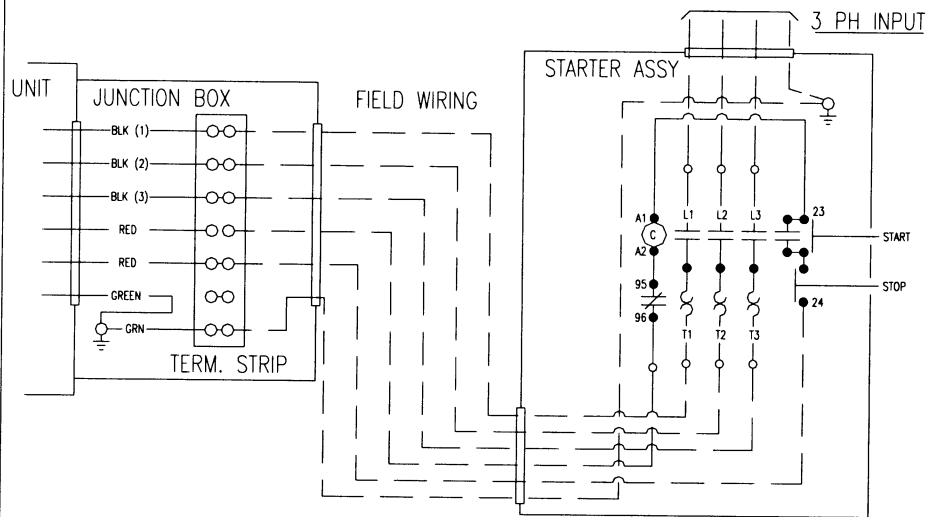 3 PH INPUT
STARTER ASSY
UNIT
JUNCTION BOX
FIELD WIRING
BLK (1)
BLK (2)
BLK (3)
RED
RED
GREEN
GRN
TERM. STRIP
A1
L1
L2
L3
23
C
START
A2
95
STOP
96
24
T1
T2
T3